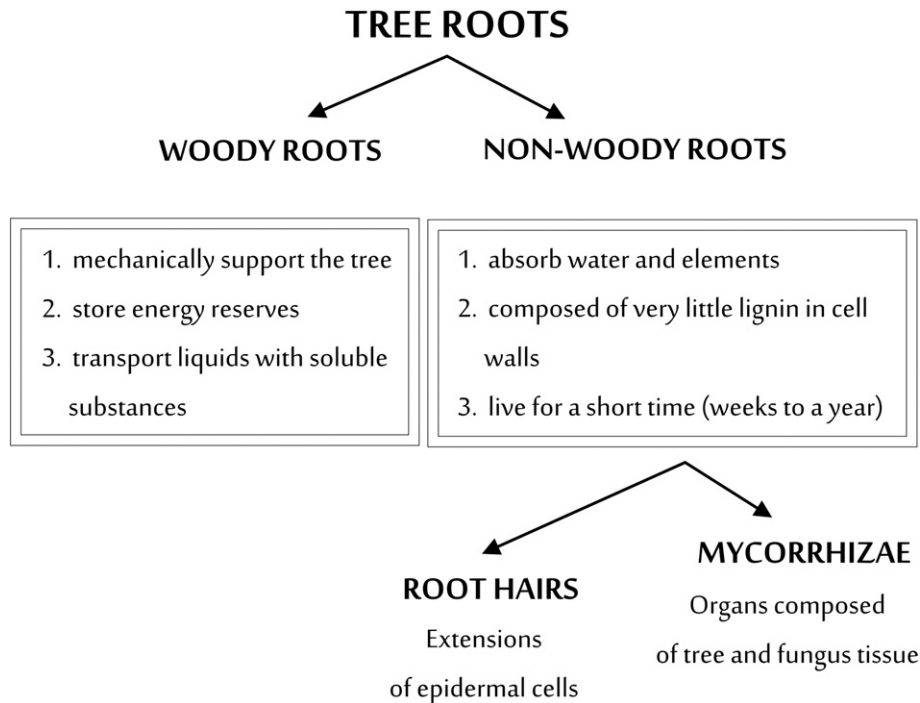 TREE ROOTS
WOODY ROOTS
NON-WOODY ROOTS
1. mechanically support the tree
2. store energy reserves
3. transport liquids with soluble
substances
1. absorb water and elements
2. composed of very little lignin in cell
walls
3. live for a short time (weeks to a year)
ROOT HAIRS
Extensions
of epidermal cells
MYCORRHIZAE
Organs composed
of tree and fungus tissue